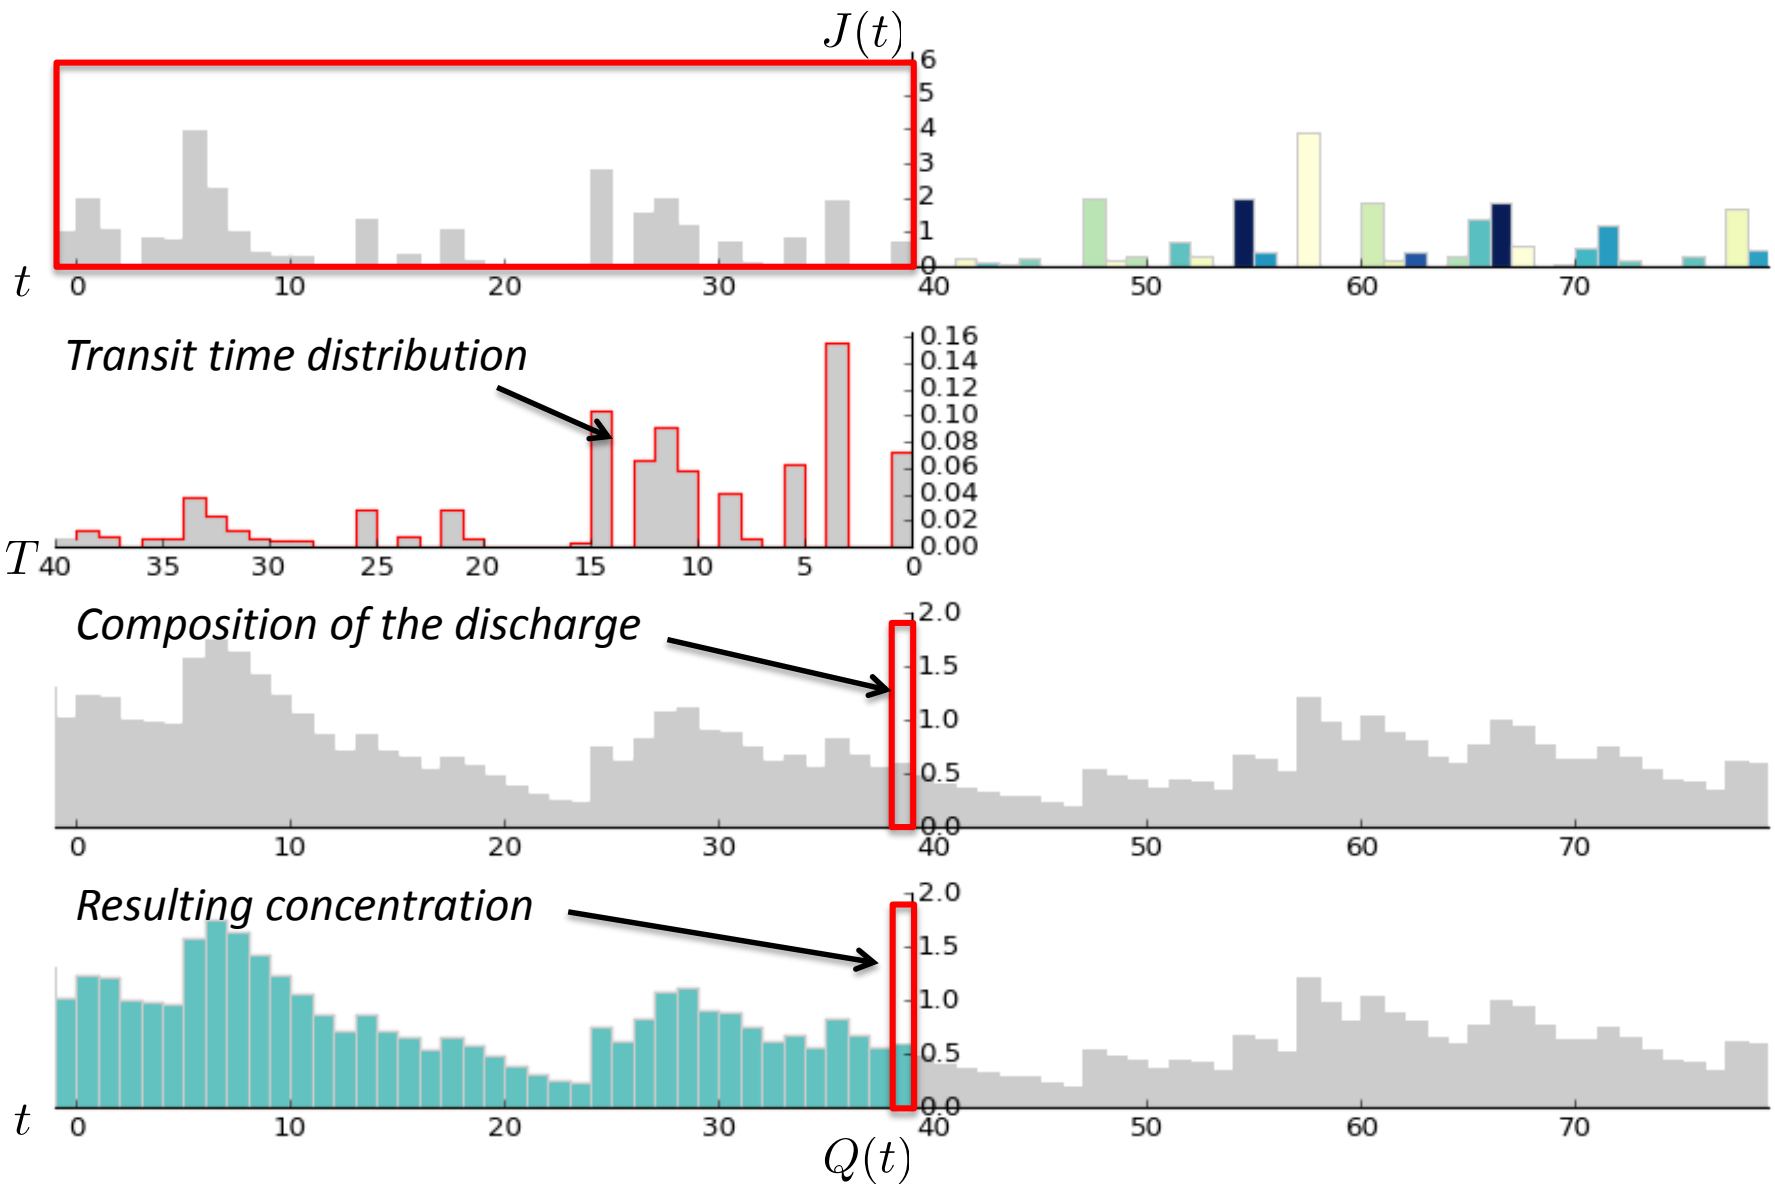 J(t)
6
5
4
3
2
1
0
t 0 10 20 30 40 50 60 70
Transit time distribution
0.16
0.14
0.12
0.10
0.08
0.06
0.04
0.02
0.00
T 40 35 30 25 20 15 10 5 0
Composition of the discharge
2.0
1.5
1.0
0.5
0.0
0 10 20 30 40 50 60 70
Resulting concentration
2.0
1.5
1.0
0.5
0.0
t 0 10 20 30 40 50 60 70
Q(t)